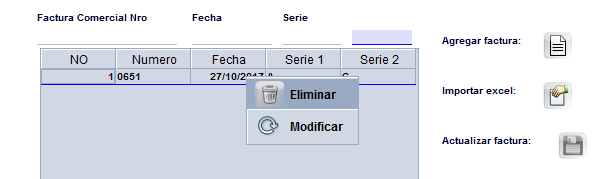 Factura Comercial Nro Fecha Serie
Agregar factura:
NO Numero Fecha Serie 1 Serie 2
1 0651 27/10/2017 A
Eliminar
Importar excel:
Modificar
Actualizar factura: